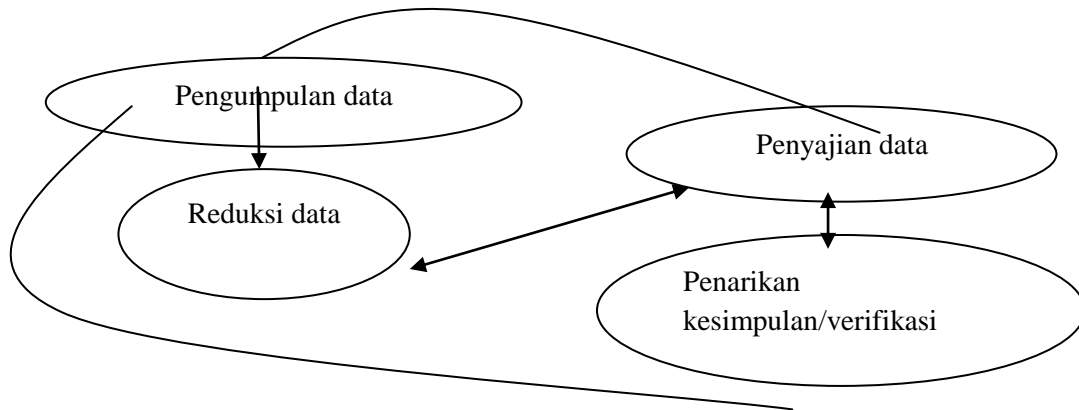 Pengumpulan data
Penyajian data
Reduksi data
Penarikan
kesimpulan/verifikasi